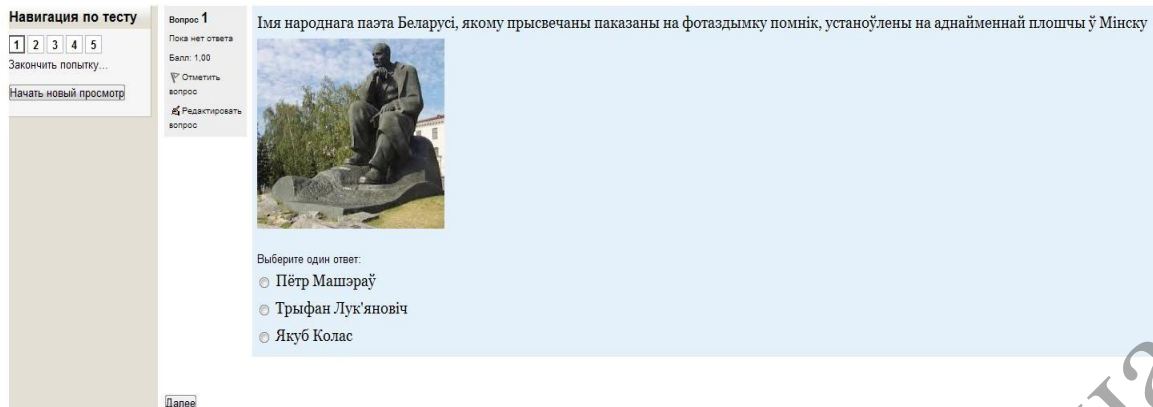 Навигация по тесту
1 2 3 4 5
Закончить попытку...
Начать новый просмотр
Вопрос 1
Пока нет ответа
Балл: 1,00
Отметить
вопрос
Редактировать
вопрос
Імя народнага паэта Беларусі, якому прысвечаны паказаны на фотаздымку помнік, устаноўлены на аднайменнай плошчы ў Мінску
Выберите один ответ:
Пётр Машэраў
Трыфан Лук'яновіч
Якуб Колас
Далее